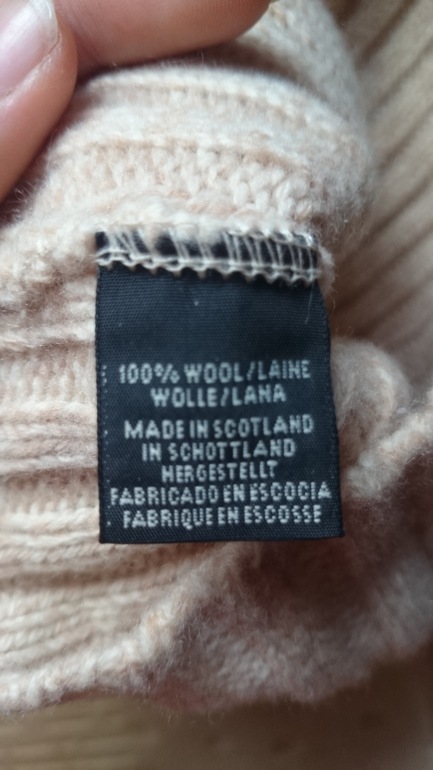 100% WOOL/LAINE
WOLLE/LANA
MADE IN SCOTLAND
IN SCHOTTLAND
HERGESTELLT
FABRICADO EN ESCOCIA
FABRIQUE EN ESCOSSE